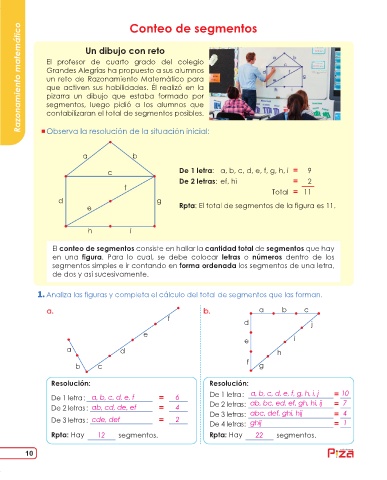 Razonamiento matemático
Conteo de segmentos
Un dibujo con reto
El profesor de cuarto grado del colegio
Grandes Alegrías ha propuesto a sus alumnos
un reto de Razonamiento Matemático para
que activen sus habilidades. Él realizó en la
pizarra un dibujo que estaba formado por
segmentos, luego pidió a los alumnos que
contabilizaran el total de segmentos posibles.
Observa la resolución de la situación inicial:
a b
c
f
d g
e
h i
De 1 letra: a, b, c, d, e, f, g, h, i = 9
De 2 letras: ef, hi = 2
Total = 11
Rpta: El total de segmentos de la figura es 11.
El conteo de segmentos consiste en hallar la cantidad total de segmentos que hay
en una figura. Para lo cual, se debe colocar letras o números dentro de los
segmentos simples e ir contando en forma ordenada los segmentos de una letra,
de dos y así sucesivamente.
1. Analiza las figuras y completa el cálculo del total de segmentos que las forman.
a.
f
e
a d
b c
Resolución:
De 1 letra: a, b, c, d, e, f = 6
De 2 letras: ab, cd, de, ef = 4
De 3 letras: cde, def = 2
Rpta: Hay 12 segmentos.
b.
a b c
d j
e i
h
f g
Resolución:
De 1 letra: a, b, c, d, e, f, g, h, i, j = 10
De 2 letras: ab, bc, ed, ef, gh, hi, ij = 7
De 3 letras: abc, def, ghi, hij = 4
De 4 letras: ghij = 1
Rpta: Hay 22 segmentos.
10